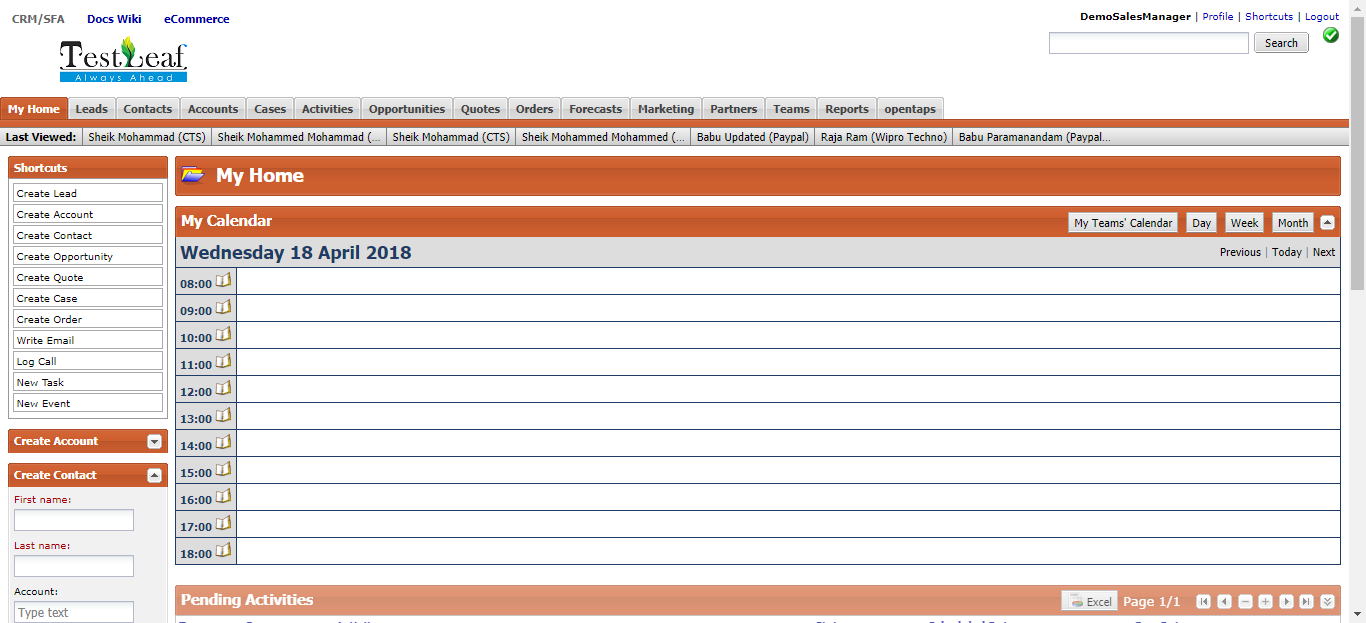 CRM/SFA Docs Wiki eCommerce
DemoSalesManager | Profile | Shortcuts | Logout
Search
TestLeaf
Always Ahead
My Home Leads Contacts Accounts Cases Activities Opportunities Quotes Orders Forecasts Marketing Partners Teams Reports opentaps
Last Viewed: Sheik Mohammad (CTS) Sheik Mohammed Mohammad (... Sheik Mohammad (CTS) Sheik Mohammed Mohammed (... Babu Updated (Paypal) Raja Ram (Wipro Techno) Babu Paramanandam (Paypal...
Shortcuts
Create Lead
Create Account
Create Contact
Create Opportunity
Create Quote
Create Case
Create Order
Write Email
Log Call
New Task
New Event
Create Account
Create Contact
First name:
Last name:
Account:
Type text
My Home
My Calendar My Teams' Calendar Day Week Month
Wednesday 18 April 2018 Previous | Today | Next
08:00
09:00
10:00
11:00
12:00
13:00
14:00
15:00
16:00
17:00
18:00
Pending Activities Excel Page 1/1